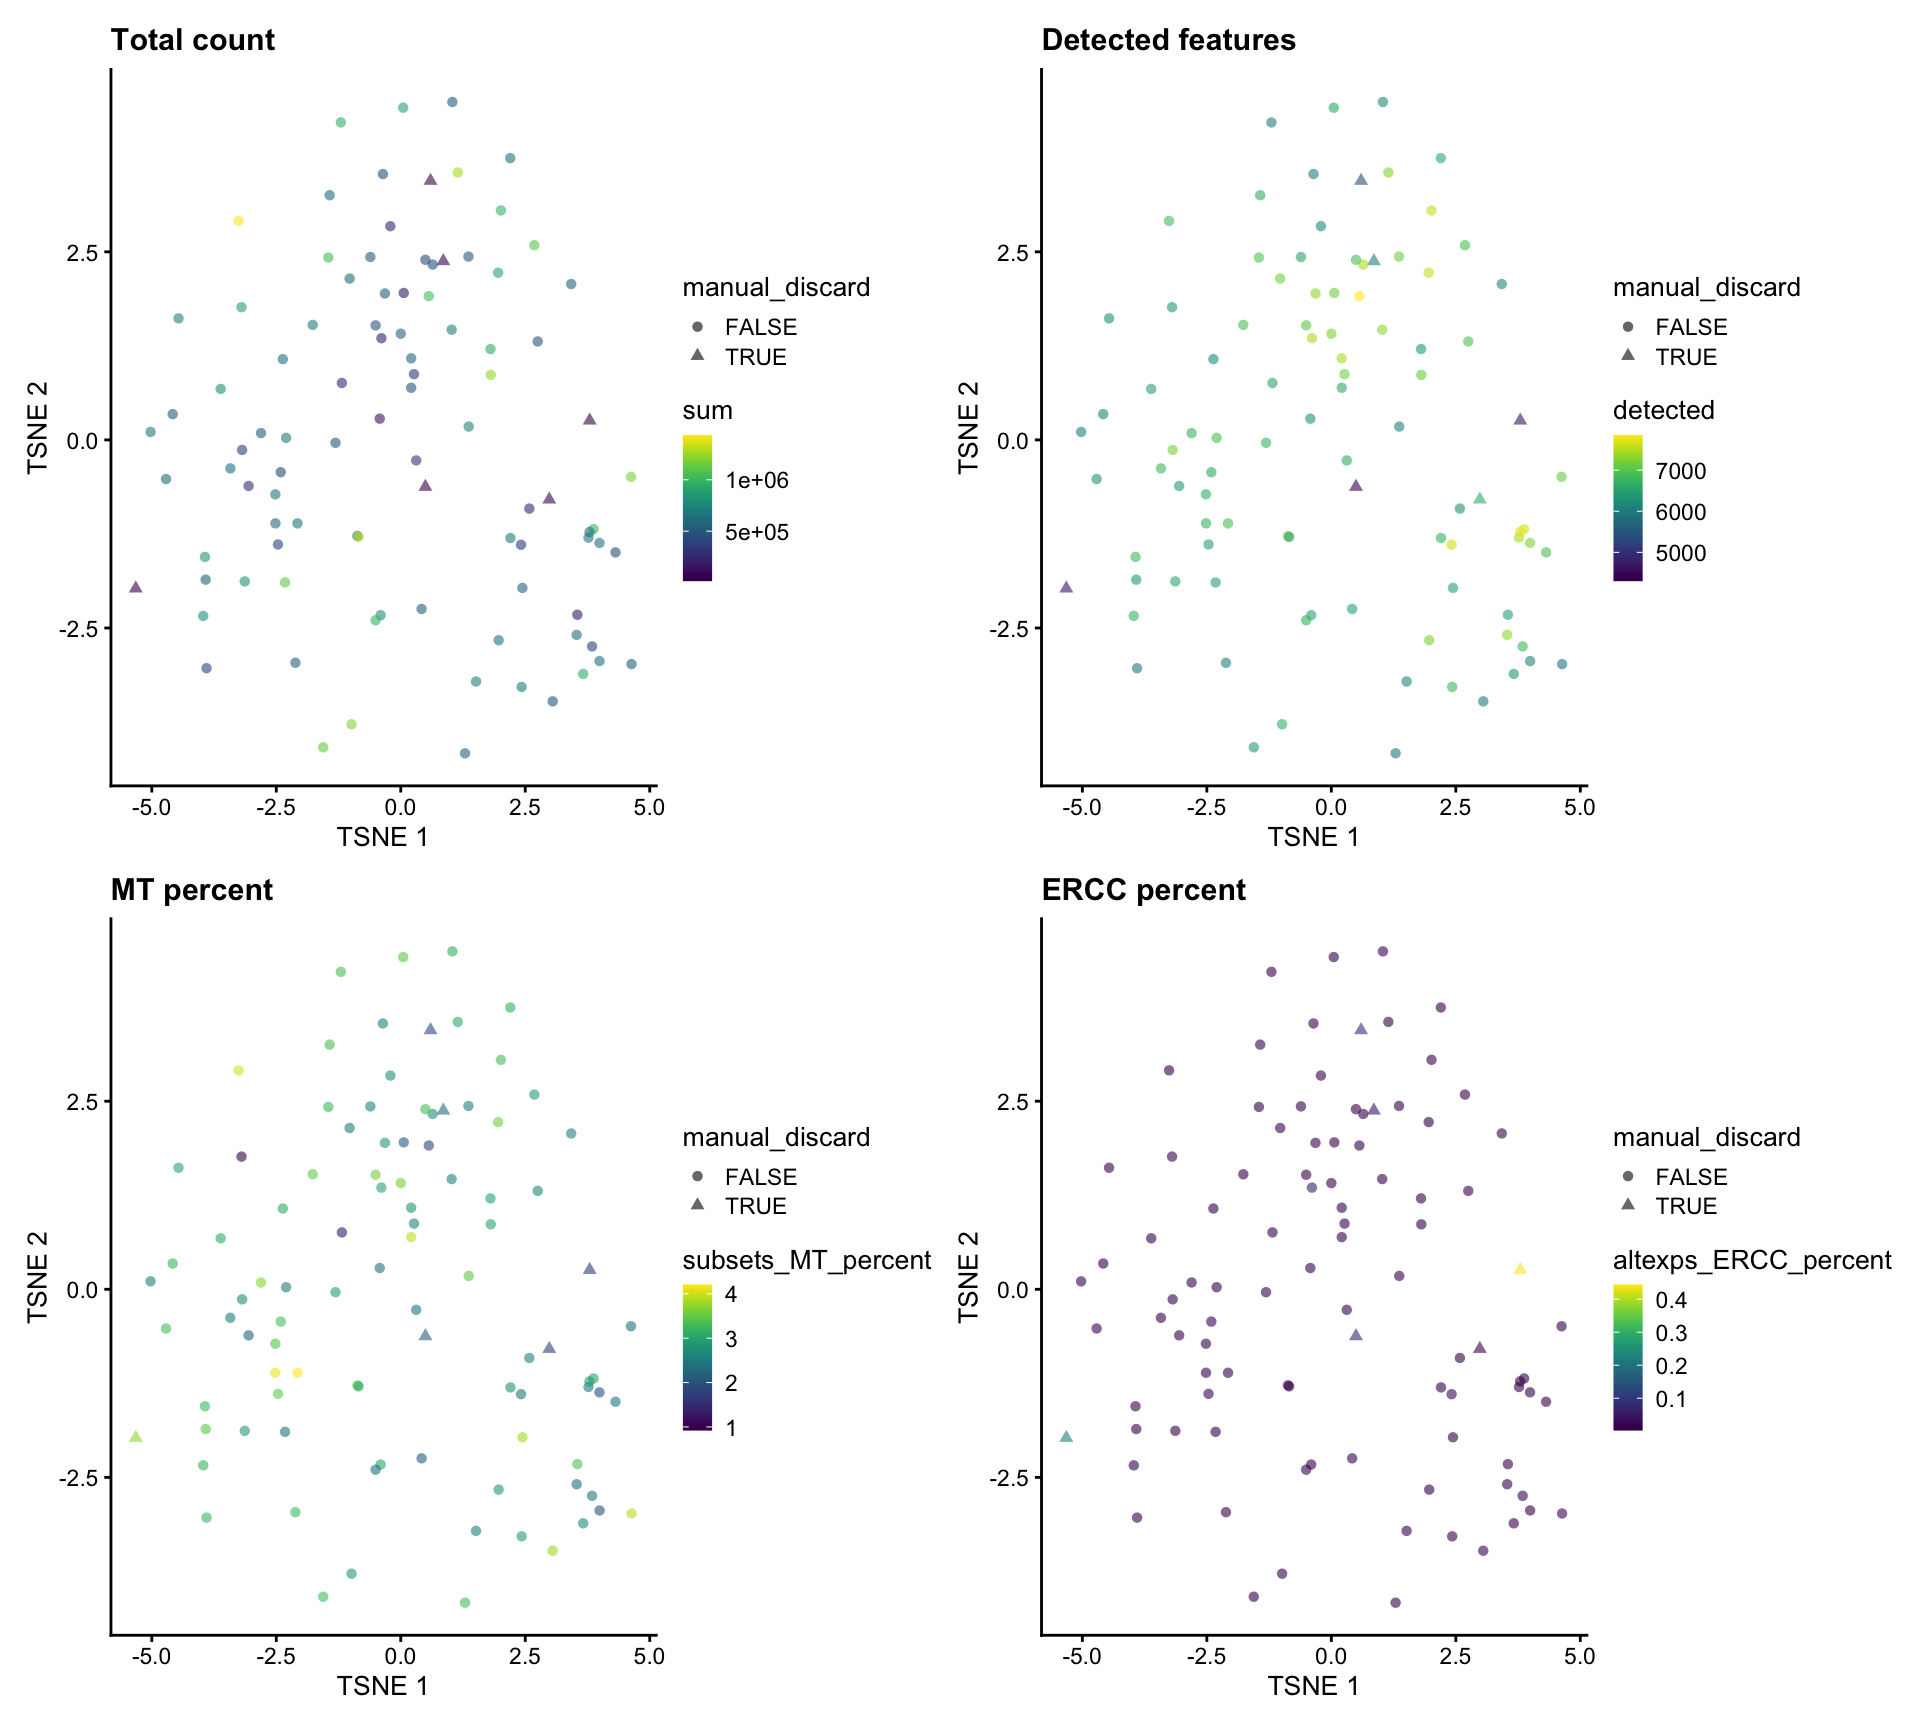 Total count
TSNE 2
2.5
0.0
-2.5
-5.0 -2.5 0.0 2.5 5.0
TSNE 1
manual_discard
FALSE
TRUE
sum
1e+06
5e+05
Detected features
TSNE 2
2.5
0.0
-2.5
-5.0 -2.5 0.0 2.5 5.0
TSNE 1
manual_discard
FALSE
TRUE
detected
7000
6000
5000
MT percent
TSNE 2
2.5
0.0
-2.5
-5.0 -2.5 0.0 2.5 5.0
TSNE 1
manual_discard
FALSE
TRUE
subsets_MT_percent
4
3
2
1
ERCC percent
TSNE 2
2.5
0.0
-2.5
-5.0 -2.5 0.0 2.5 5.0
TSNE 1
manual_discard
FALSE
TRUE
altexps_ERCC_percent
0.4
0.3
0.2
0.1